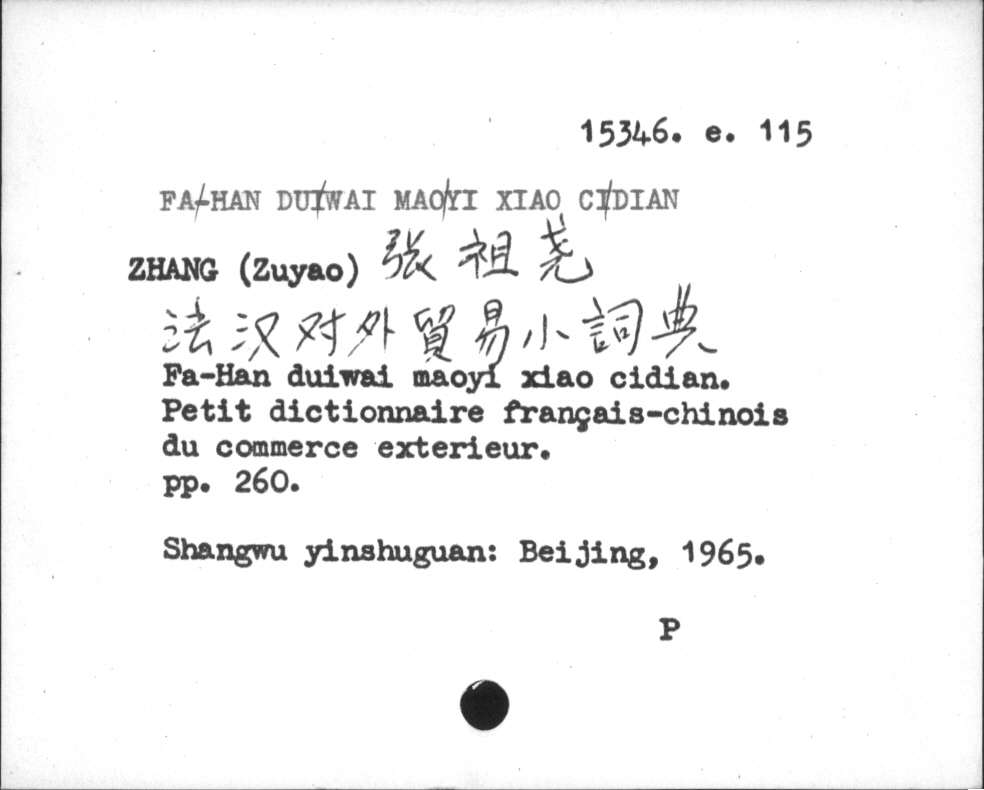 15346. e. 115
FA-HAN DUIWAI MAOYI XIAO CIDIAN
ZHANG (Zuyao) 張祖尧
法汉对外貿易小詞典
Fa-Han duiwai maoyi xiao cidian.
Petit dictionnaire français-chinois
du commerce exterieur.
pp. 260.
Shangwu yinshuguan: Beijing, 1965.
P